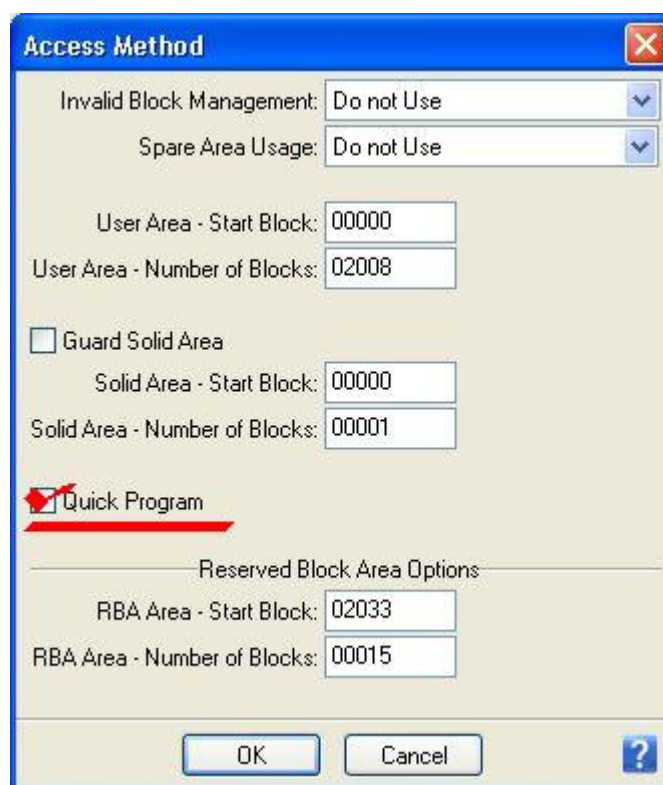 Access Method
Invalid Block Management: Do not Use
Spare Area Usage: Do not Use
User Area - Start Block: 00000
User Area - Number of Blocks: 02008
Guard Solid Area
Solid Area - Start Block: 00000
Solid Area - Number of Blocks: 00001
Quick Program
Reserved Block Area Options
RBA Area - Start Block: 02033
RBA Area - Number of Blocks: 00015
OK Cancel ?